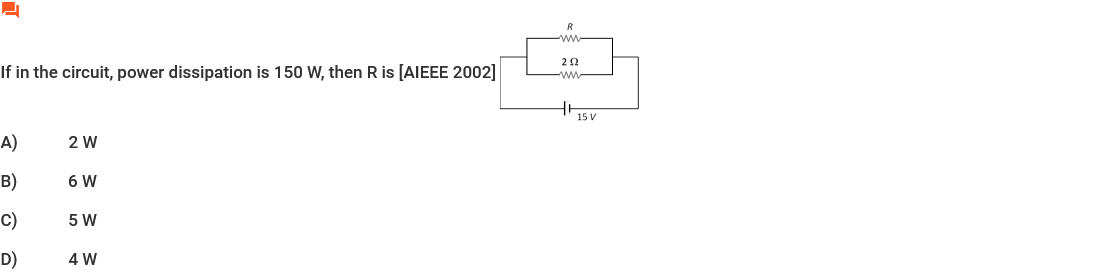 R
2 Ω
If in the circuit, power dissipation is 150 W, then R is [AIEEE 2002]
15 V
A) 2 W
B) 6 W
C) 5 W
D) 4 W